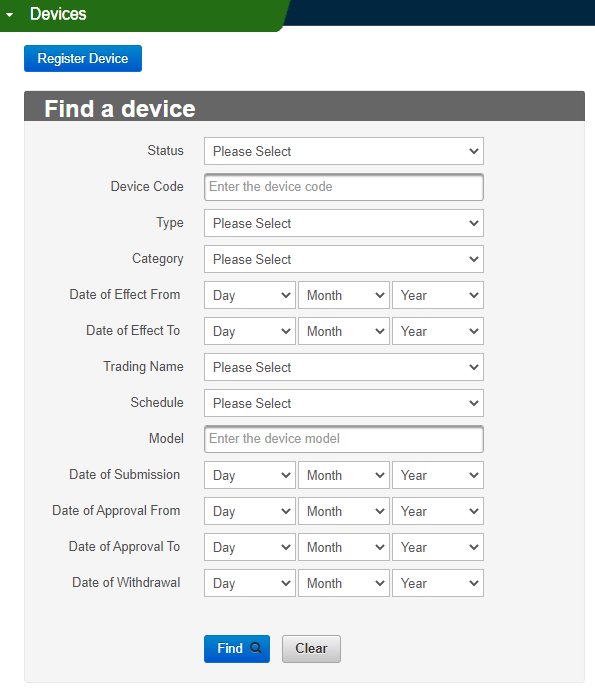 Devices
Register Device
Find a device
Status Please Select
Device Code Enter the device code
Type Please Select
Category Please Select
Date of Effect From Day Month Year
Date of Effect To Day Month Year
Trading Name Please Select
Schedule Please Select
Model Enter the device model
Date of Submission Day Month Year
Date of Approval From Day Month Year
Date of Approval To Day Month Year
Date of Withdrawal Day Month Year
Find Clear